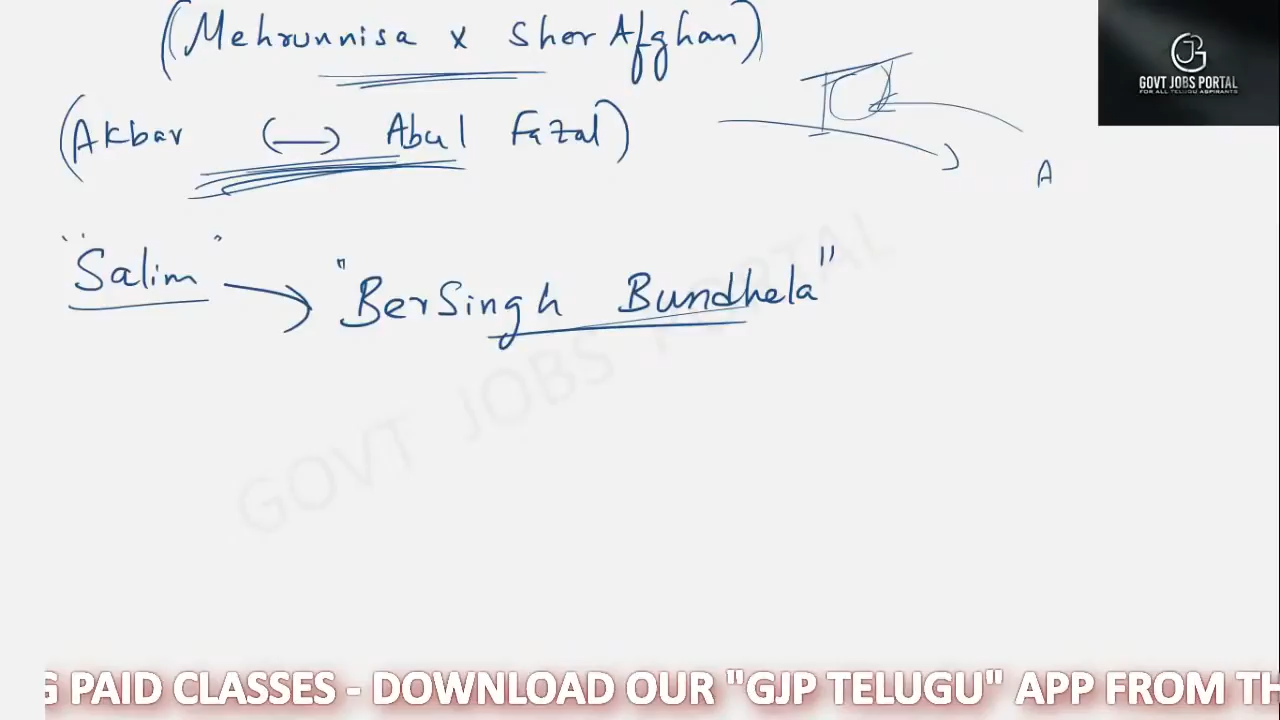 (Mehrunnisa x Sher Afghan)
(Akbar (—) Abul Fazal)
A
"Salim" → "BerSingh Bundhela"
GOVT JOBS PORTAL
FOR ALL TELUGU ASPIRANTS
GOVT JOBS PORTAL
G PAID CLASSES - DOWNLOAD OUR "GJP TELUGU" APP FROM TH